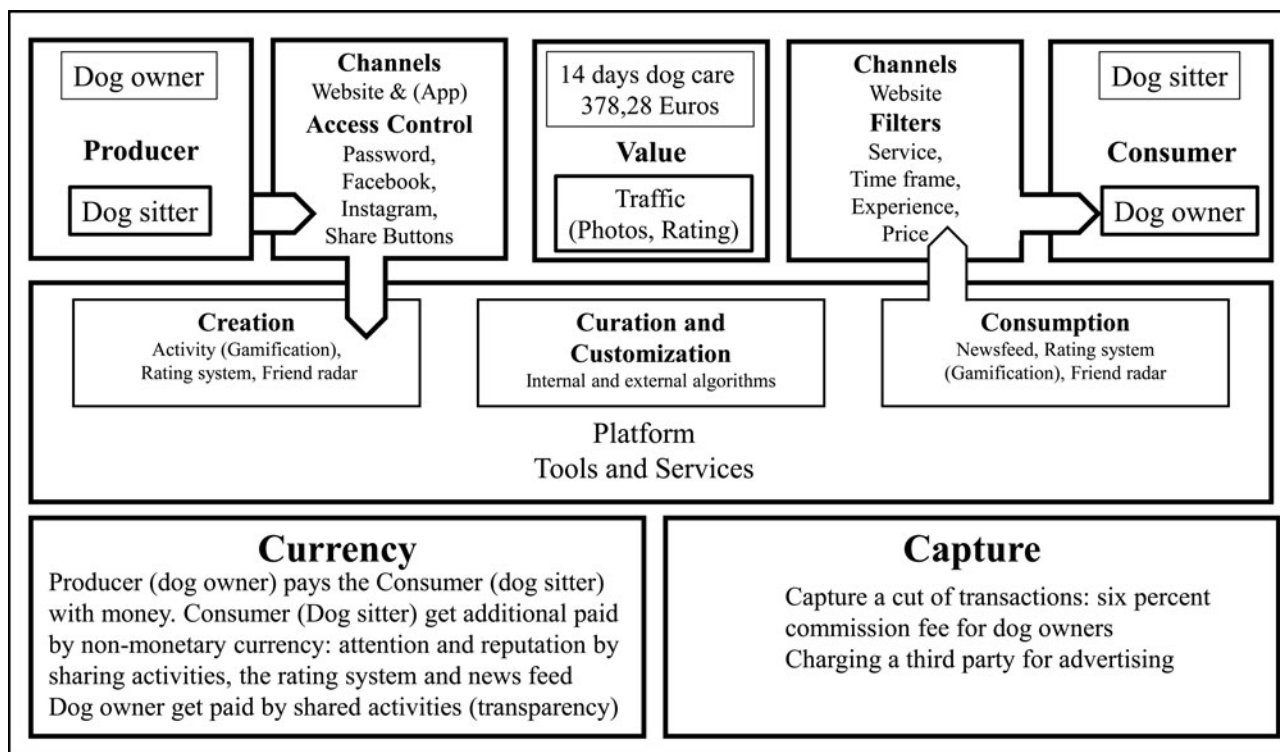 Dog owner
Producer
Dog sitter
Channels
Website & (App)
Access Control
Password,
Facebook,
Instagram,
Share Buttons
14 days dog care
378,28 Euros
Value
Traffic
(Photos, Rating)
Channels
Website
Filters
Service,
Time frame,
Experience,
Price
Dog sitter
Consumer
Dog owner
Creation
Activity (Gamification),
Rating system, Friend radar
Curation and
Customization
Internal and external algorithms
Consumption
Newsfeed, Rating system
(Gamification), Friend radar
Platform
Tools and Services
Currency
Producer (dog owner) pays the Consumer (dog sitter)
with money. Consumer (Dog sitter) get additional paid
by non-monetary currency: attention and reputation by
sharing activities, the rating system and news feed
Dog owner get paid by shared activities (transparency)
Capture
Capture a cut of transactions: six percent
commission fee for dog owners
Charging a third party for advertising